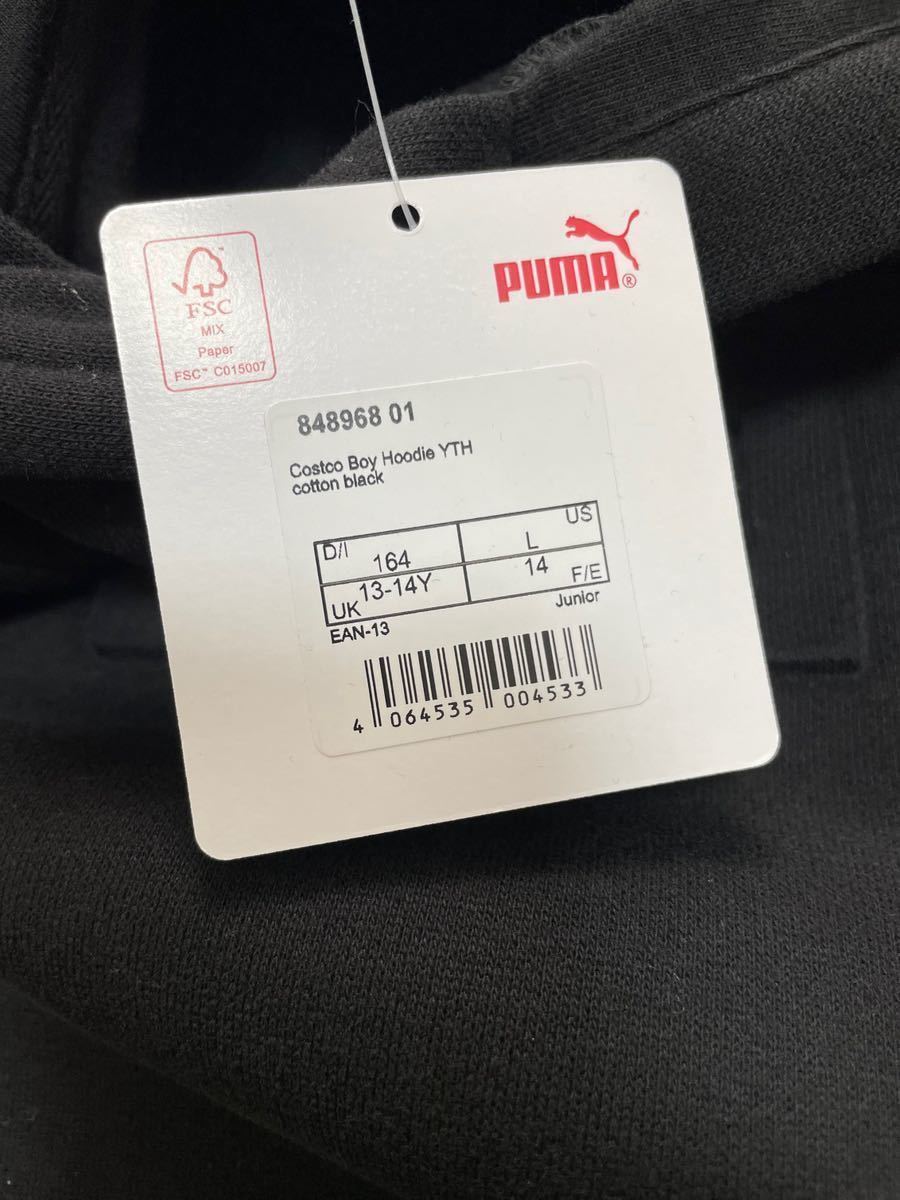 FSC
MIX
Paper
FSC™ C015007
PUMA®
848968 01
Costco Boy Hoodie YTH
cotton black
D/I 164 L US
UK 13-14Y 14 F/E
EAN-13 Junior
4 064535 004533